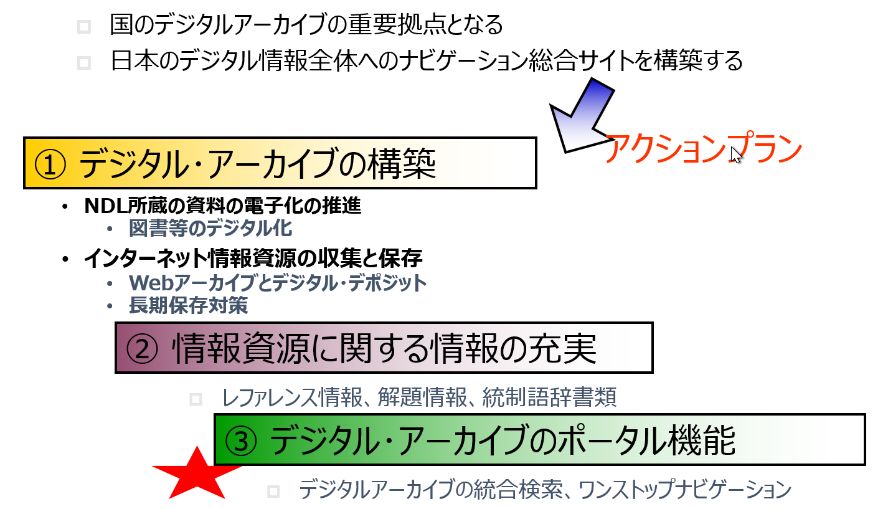 国のデジタルアーカイブの重要拠点となる
日本のデジタル情報全体へのナビゲーション総合サイトを構築する
アクションプラン
① デジタル・アーカイブの構築
• NDL所蔵の資料の電子化の推進
• 図書等のデジタル化
• インターネット情報資源の収集と保存
• Webアーカイブとデジタル・デポジット
• 長期保存対策
② 情報資源に関する情報の充実
レファレンス情報、解題情報、統制語辞書類
③ デジタル・アーカイブのポータル機能
デジタルアーカイブの統合検索、ワンストップナビゲーション